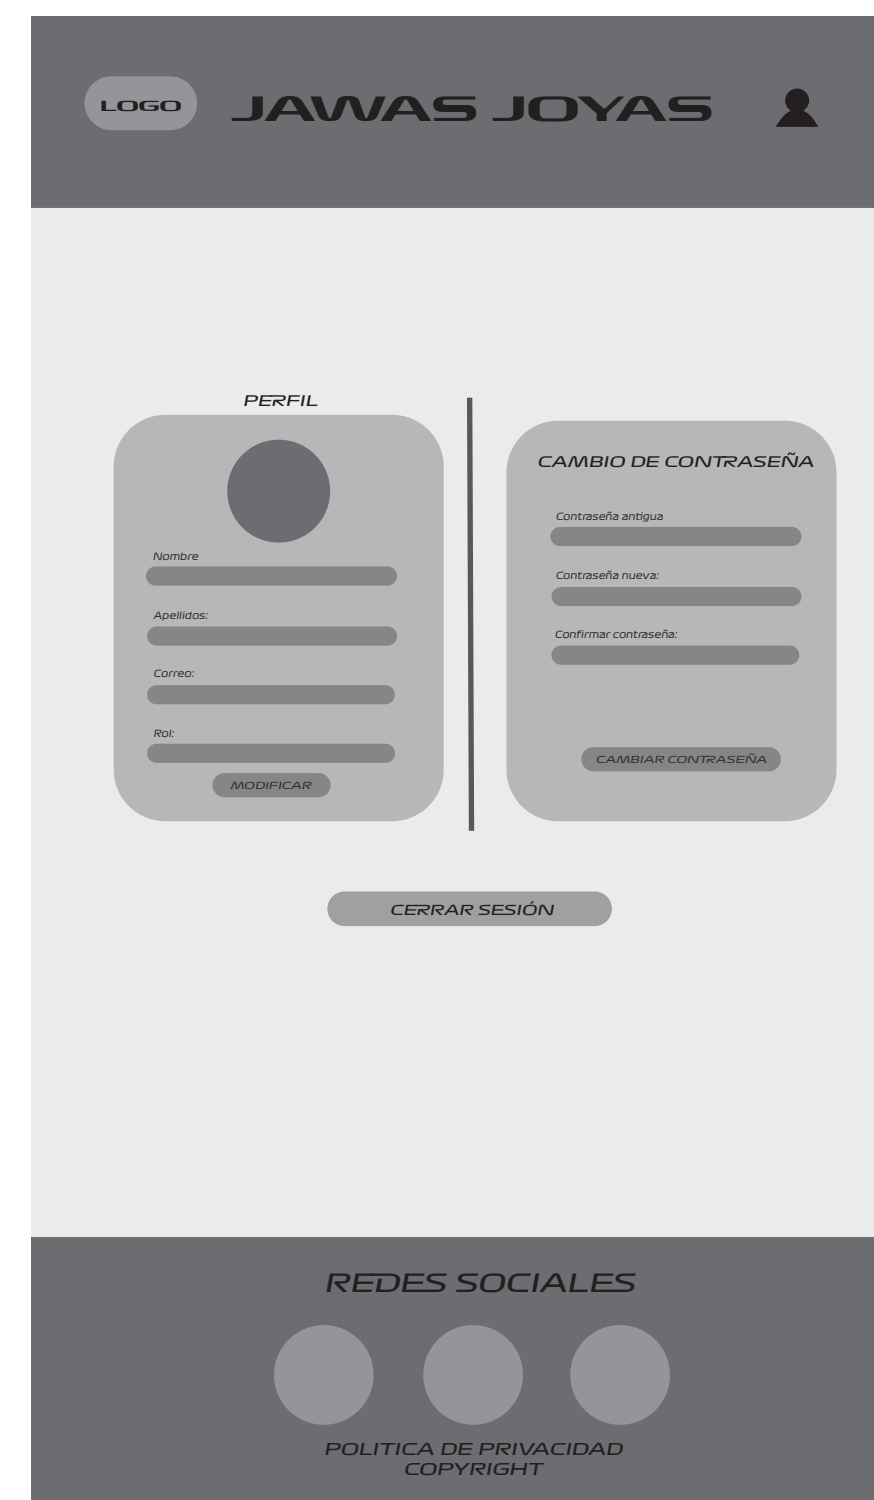 LOGO
JAWAS JOYAS
PERFIL
Nombre
Apellidos:
Correo:
Rol:
MODIFICAR
CAMBIO DE CONTRASEÑA
Contraseña antigua
Contraseña nueva:
Confirmar contraseña:
CAMBIAR CONTRASEÑA
CERRAR SESIÓN
REDES SOCIALES
POLITICA DE PRIVACIDAD
COPYRIGHT